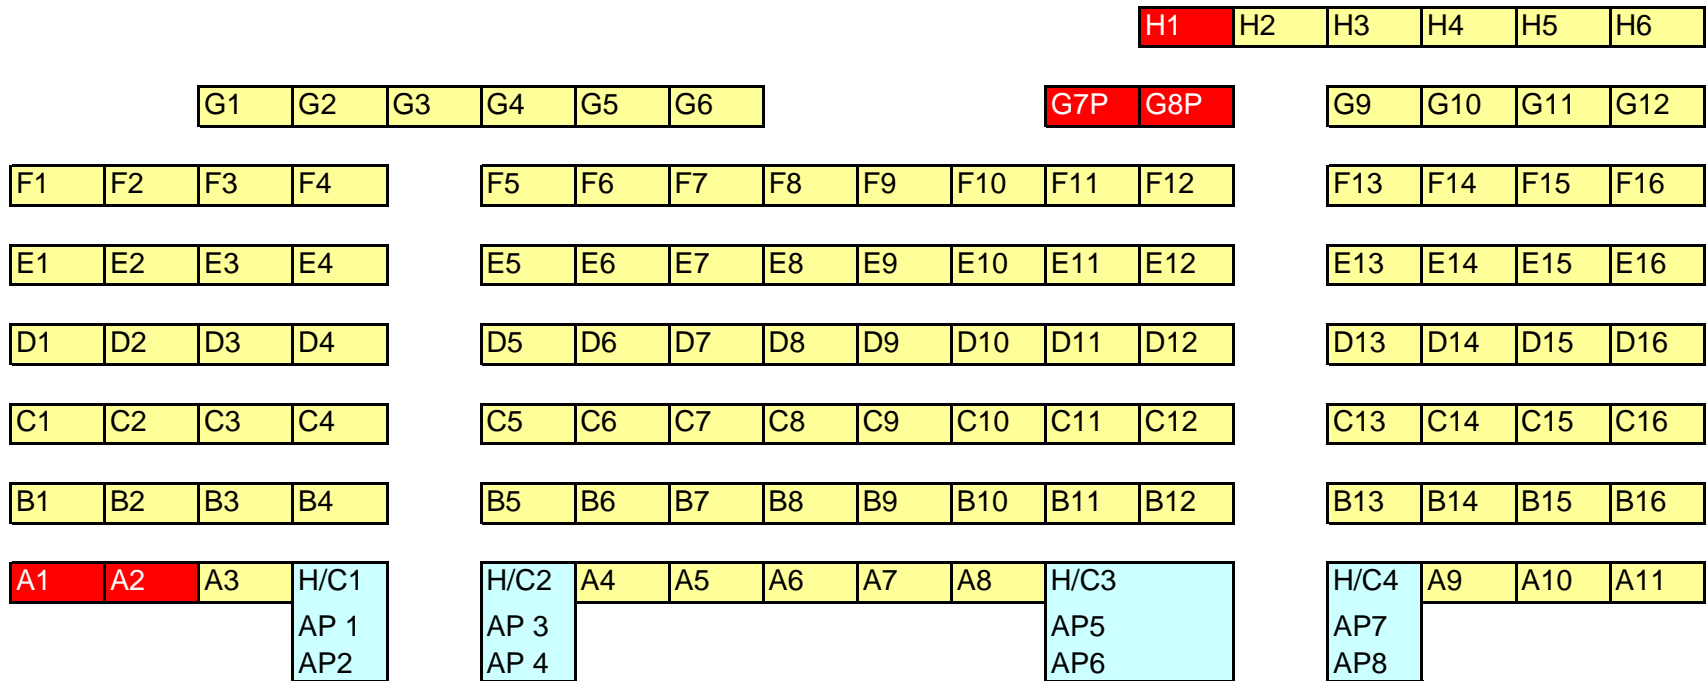 H1 H2 H3 H4 H5 H6
G1 G2 G3 G4 G5 G6 G7P G8P G9 G10 G11 G12
F1 F2 F3 F4 F5 F6 F7 F8 F9 F10 F11 F12 F13 F14 F15 F16
E1 E2 E3 E4 E5 E6 E7 E8 E9 E10 E11 E12 E13 E14 E15 E16
D1 D2 D3 D4 D5 D6 D7 D8 D9 D10 D11 D12 D13 D14 D15 D16
C1 C2 C3 C4 C5 C6 C7 C8 C9 C10 C11 C12 C13 C14 C15 C16
B1 B2 B3 B4 B5 B6 B7 B8 B9 B10 B11 B12 B13 B14 B15 B16
A1 A2 A3 H/C1 H/C2 A4 A5 A6 A7 A8 H/C3 H/C4 A9 A10 A11
AP 1 AP 3 AP5 AP7
AP2 AP 4 AP6 AP8